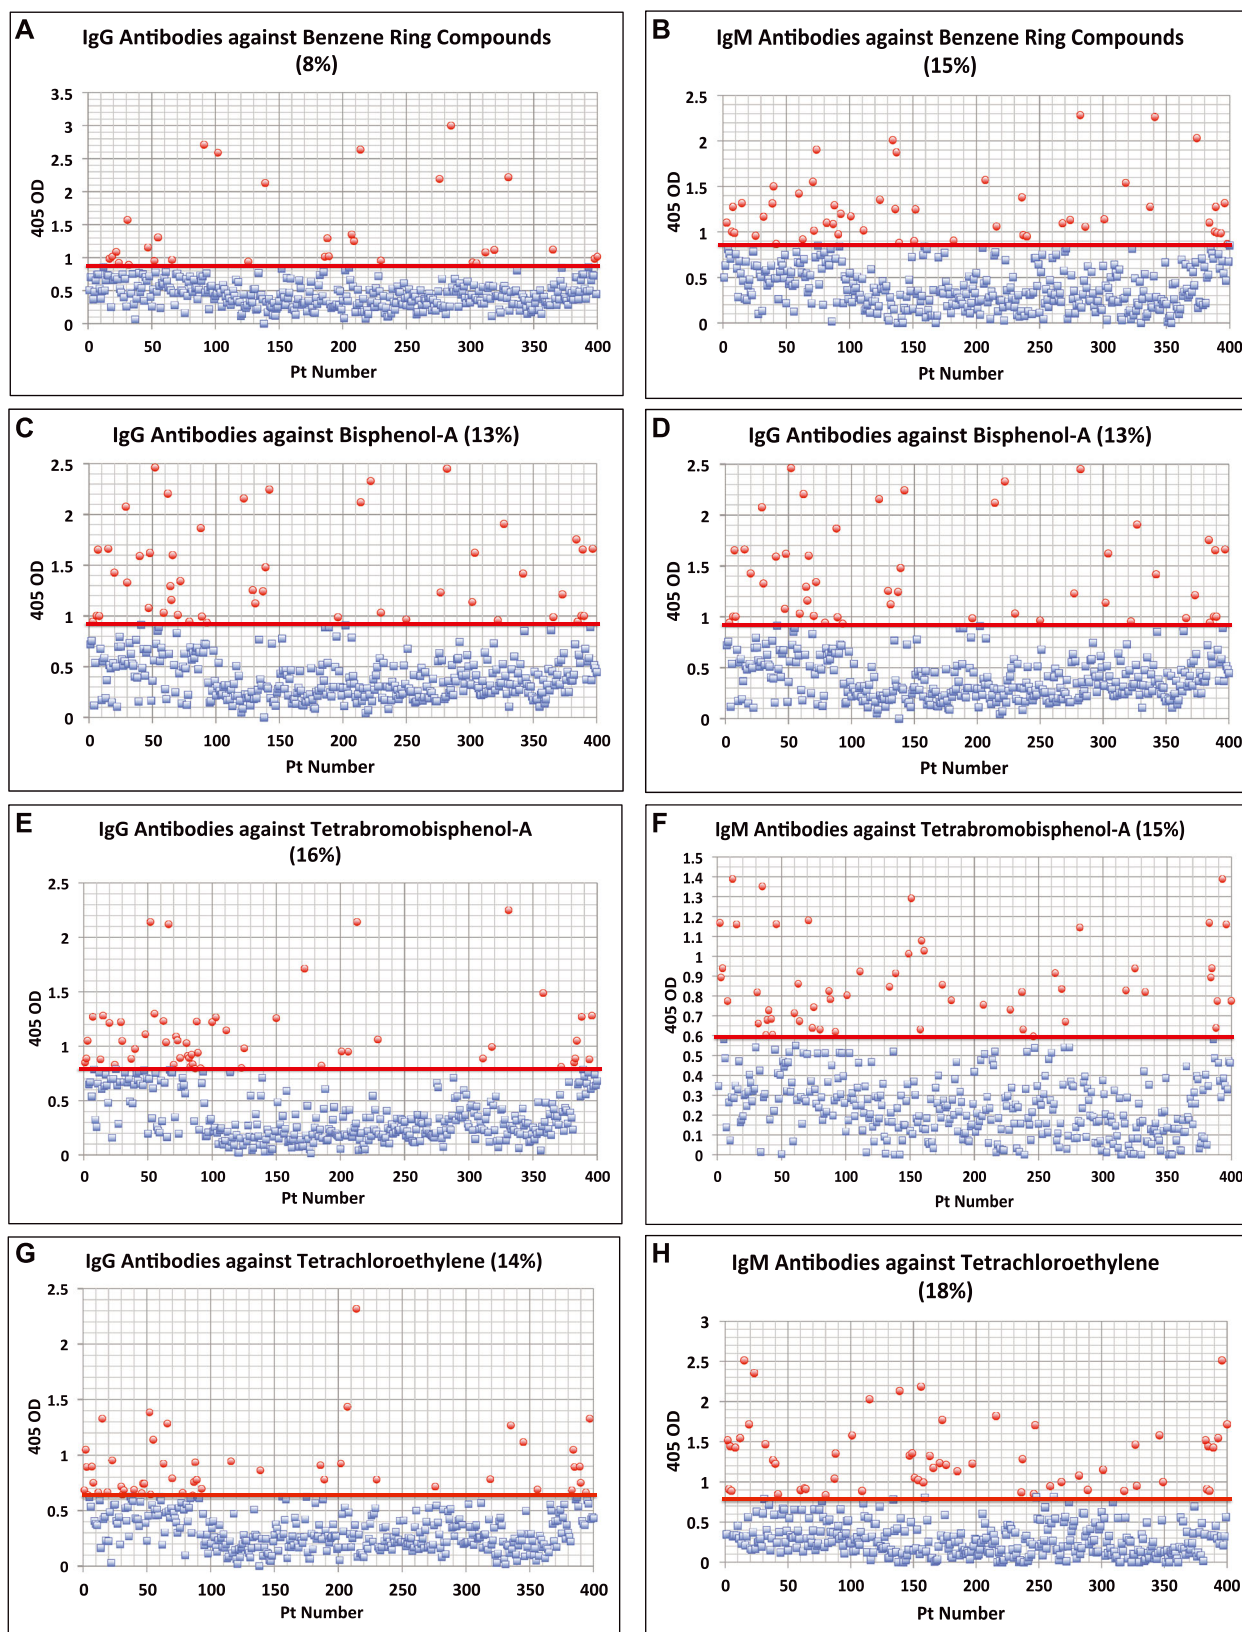 A
IgG Antibodies against Benzene Ring Compounds
(8%)
3.5
3
2.5
2
1.5
1
0.5
0
405 OD
0 50 100 150 200 250 300 350 400
Pt Number
B
IgM Antibodies against Benzene Ring Compounds
(15%)
2.5
2
1.5
1
0.5
0
405 OD
0 50 100 150 200 250 300 350 400
Pt Number
C
IgG Antibodies against Bisphenol-A (13%)
2.5
2
1.5
1
0.5
0
405 OD
0 50 100 150 200 250 300 350 400
Pt Number
D
IgG Antibodies against Bisphenol-A (13%)
2.5
2
1.5
1
0.5
0
405 OD
0 50 100 150 200 250 300 350 400
Pt Number
E
IgG Antibodies against Tetrabromobisphenol-A
(16%)
2.5
2
1.5
1
0.5
0
405 OD
0 50 100 150 200 250 300 350 400
Pt Number
F
IgM Antibodies against Tetrabromobisphenol-A (15%)
1.5
1.4
1.3
1.2
1.1
1
0.9
0.8
0.7
0.6
0.5
0.4
0.3
0.2
0.1
0
405 OD
0 50 100 150 200 250 300 350 400
Pt Number
G
IgG Antibodies against Tetrachloroethylene (14%)
2.5
2
1.5
1
0.5
0
405 OD
0 50 100 150 200 250 300 350 400
Pt Number
H
IgM Antibodies against Tetrachloroethylene
(18%)
3
2.5
2
1.5
1
0.5
0
405 OD
0 50 100 150 200 250 300 350 400
Pt Number